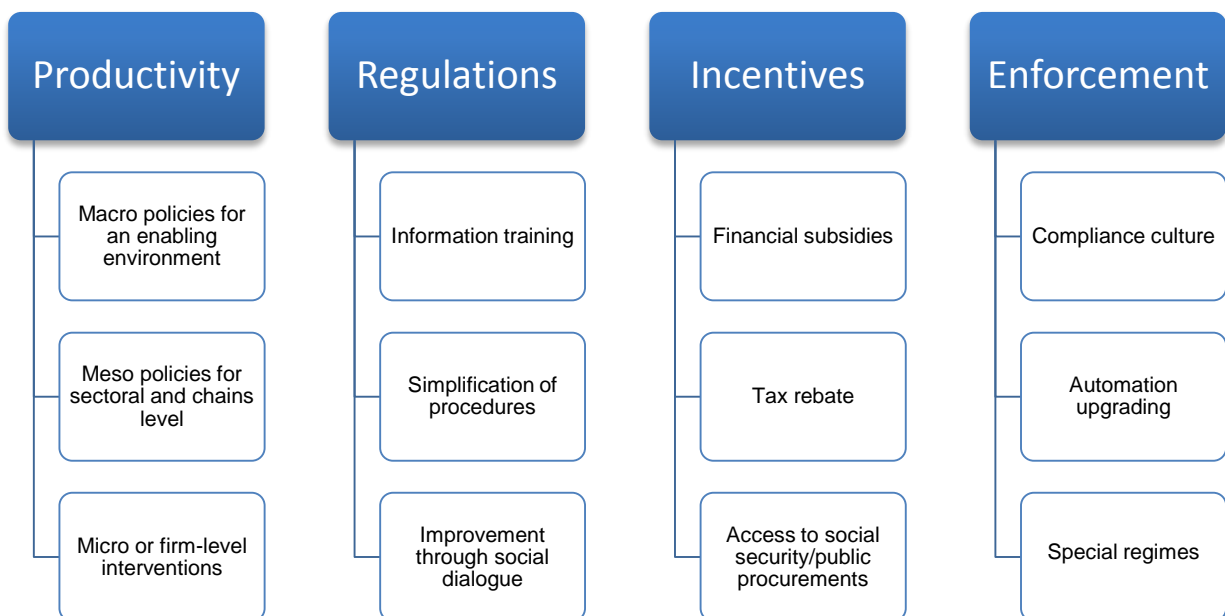 Productivity
Macro policies for
an enabling
environment
Meso policies for
sectoral and chains
level
Micro or firm-level
interventions
Regulations
Information training
Simplification of
procedures
Improvement
through social
dialogue
Incentives
Financial subsidies
Tax rebate
Access to social
security/public
procurements
Enforcement
Compliance culture
Automation
upgrading
Special regimes